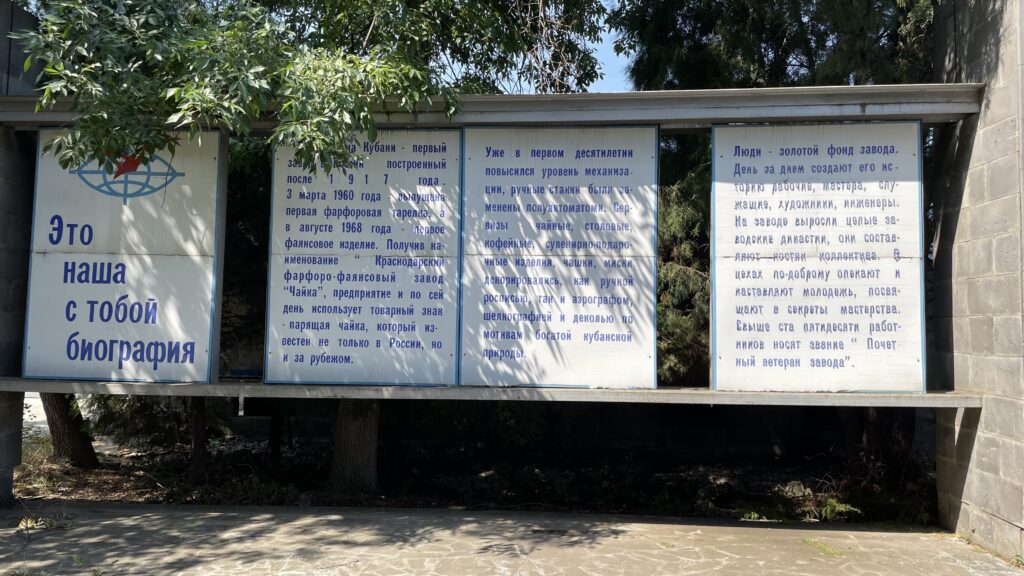 Это
наша
с тобой
биография
на Кубани - первый
построенный
после 1917 года.
3 марта 1960 года - выпущена
первая фарфоровая тарелка, а
в августе 1968 года - первое
фаянсовое изделие. Получив на-
именование " Краснодарский
фарфоро-фаянсовый завод
"Чайка", предприятие и по сей
день использует товарный знак
- парящая чайка, который из-
вестен не только в России, но
и за рубежом.
Уже в первом десятилетии
повысился уровень механиза-
ции, ручные станки были за-
менены полуавтоматоми. Сер-
визы чайные, столовые,
кофейные, сувенирно-подароч-
ные изделия, чашки, миски
декорировались, как ручной
росписью, так и аэрографом,
шелкографией и деколью по
мотивам богатой кубанской
природы.
Люди - золотой фонд завода.
День за днем создают его ис-
торию рабочие, мастера, слу-
жащие, художники, инженеры.
На заводе выросли целые за-
водские династии, они состав-
ляют костяк коллектива. В
цехах по-доброму опекают и
наставляют молодежь, посвя-
щают в секреты мастерства.
Свыше ста пятидесяти работ-
ников носят звание " Почет-
ный ветеран завода".